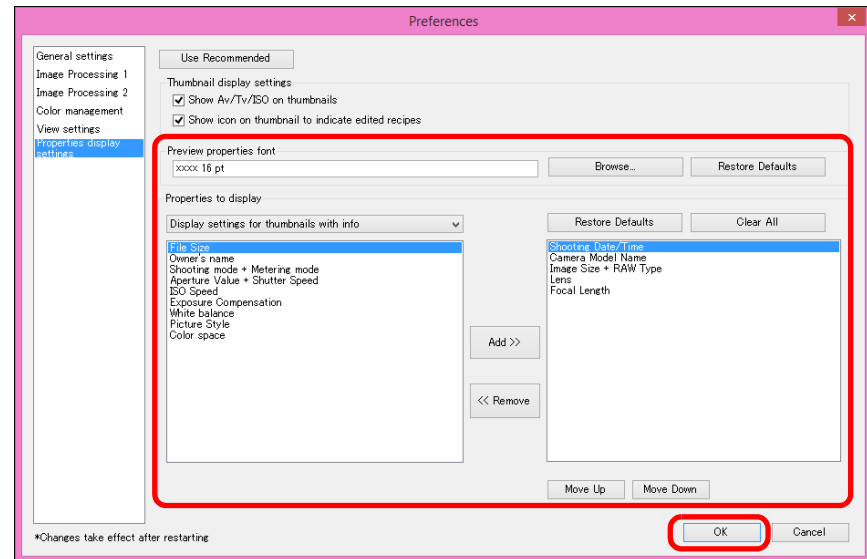 Preferences
General settings
Image Processing 1
Image Processing 2
Color management
View settings
Properties display
settings
Use Recommended
Thumbnail display settings
Show Av/Tv/ISO on thumbnails
Show icon on thumbnail to indicate edited recipes
Preview properties font
xxxx 16 pt
Browse...
Restore Defaults
Properties to display
Display settings for thumbnails with info
File Size
Owner's name
Shooting mode + Metering mode
Aperture Value + Shutter Speed
ISO Speed
Exposure Compensation
White balance
Picture Style
Color space
Add >>
<< Remove
Restore Defaults
Clear All
Shooting Date/Time
Camera Model Name
Image Size + RAW Type
Lens
Focal Length
Move Up
Move Down
*Changes take effect after restarting
OK
Cancel